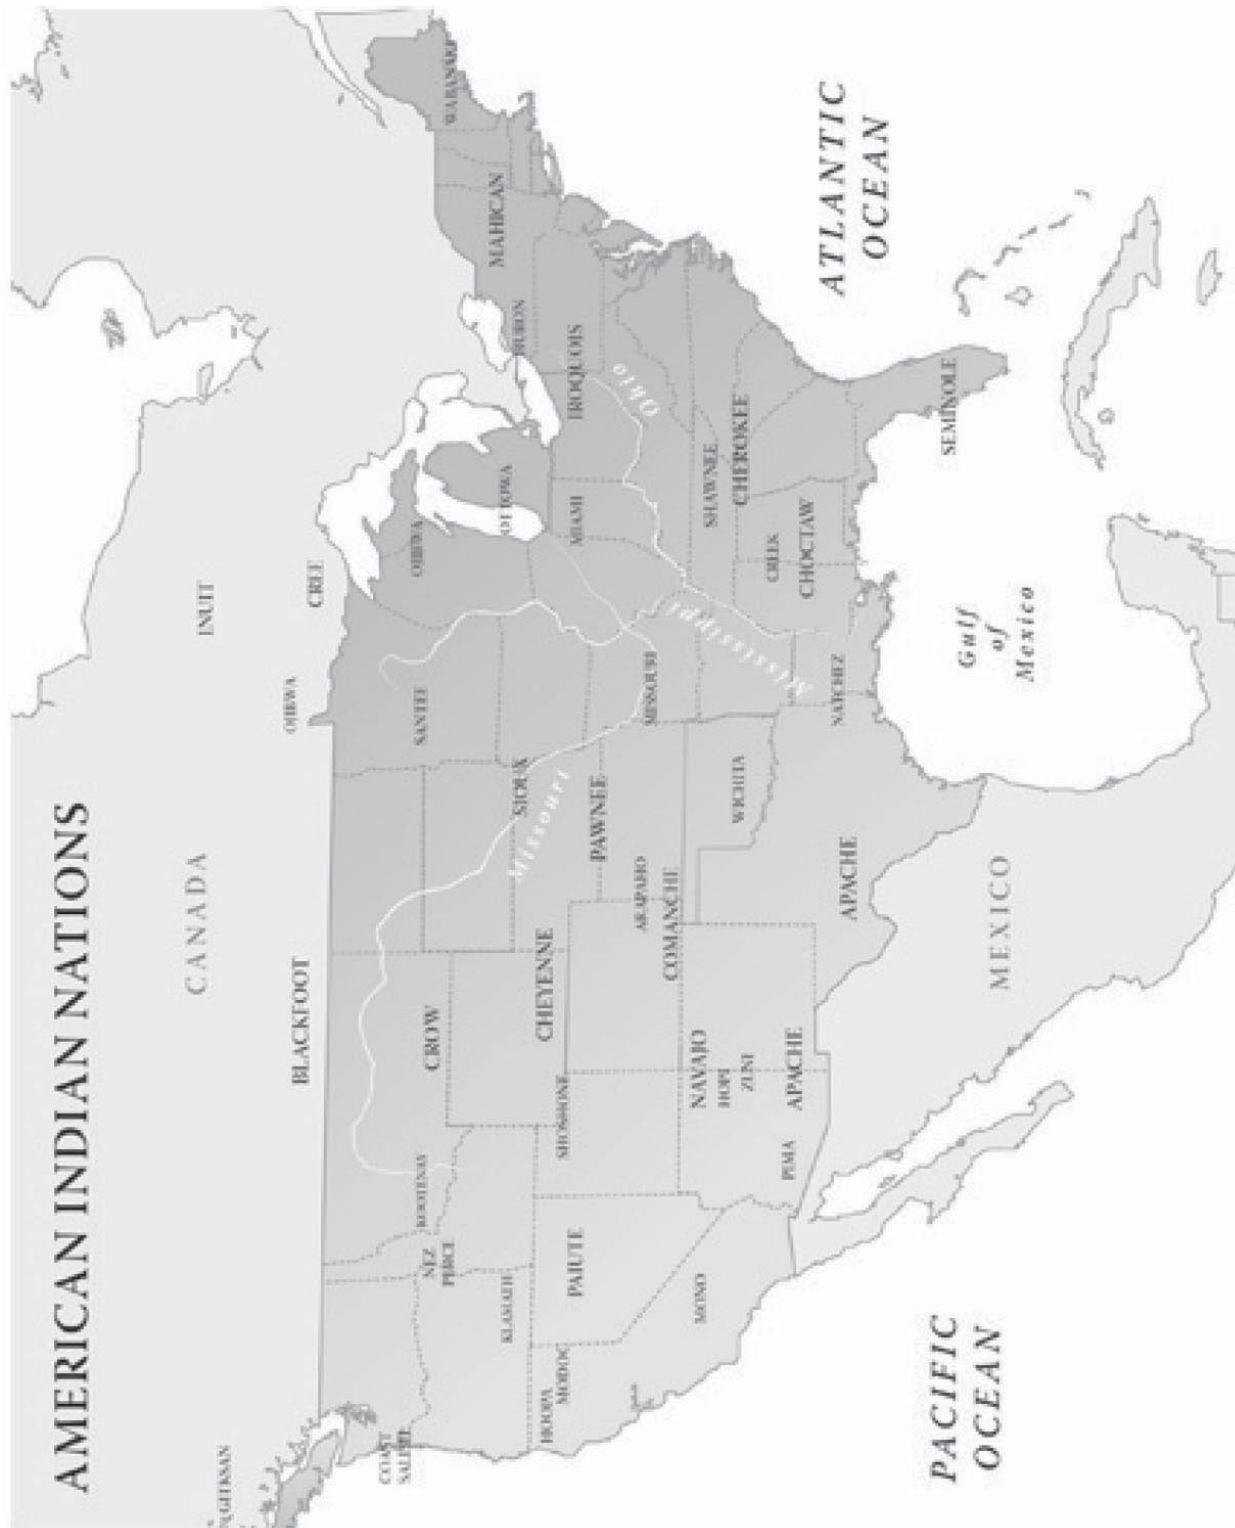 AMERICAN INDIAN NATIONS
CANADA
INUIT
GITKSAN
BLACKFOOT
OJIBWA
CREE
COAST
SALISH
NEZ
PERCE
KOOTENAY
CROW
SANTEE
OJIBWA
WABANAKI
KLAMATH
SIOUX
HURON
MAHICAN
HOOPA
MODOC
PAIUTE
SHOSHONE
CHEYENNE
Missouri
PAWNEE
MIAMI
IROQUOIS
ARAPAHO
COMANCHE
MISSOURI
Ohio
MONO
NAVAJO
HOPI
ZUNI
WICHITA
Mississippi
SHAWNEE
CHEROKEE
PIMA
APACHE
APACHE
NATCHEZ
CREEK
CHOCTAW
SEMINOLE
MEXICO
Gulf
of
Mexico
ATLANTIC
OCEAN
PACIFIC
OCEAN